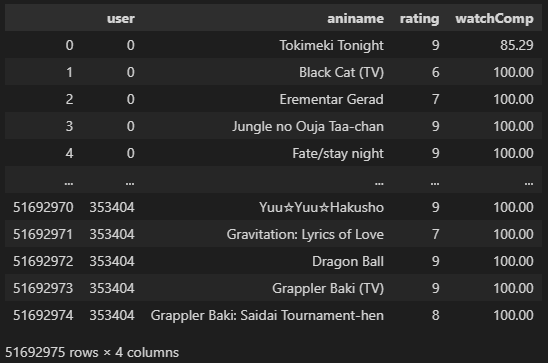 user aniname rating watchComp
0 0 Tokimeki Tonight 9 85.29
1 0 Black Cat (TV) 6 100.00
2 0 Erementar Gerad 7 100.00
3 0 Jungle no Ouja Taa-chan 9 100.00
4 0 Fate/stay night 9 100.00
... ... ... ... ...
51692970 353404 Yuu☆Yuu☆Hakusho 9 100.00
51692971 353404 Gravitation: Lyrics of Love 7 100.00
51692972 353404 Dragon Ball 9 100.00
51692973 353404 Grappler Baki (TV) 9 100.00
51692974 353404 Grappler Baki: Saidai Tournament-hen 8 100.00
51692975 rows × 4 columns